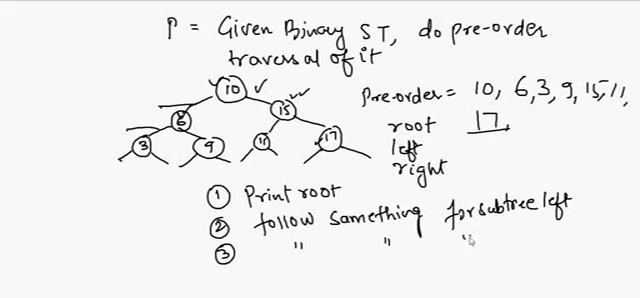 P = Given Binary ST, do pre-order
traversal of it
10
Pre-order = 10, 6, 3, 9, 15, 11,
15
root 17
6
left
3 9 11 17
right
① Print root
② follow something for subtree left
③ " " "